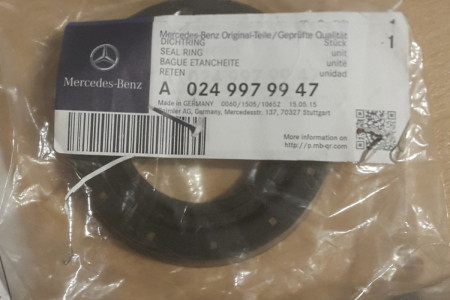 Mercedes-Benz Original-Teile/Geprüfte Qualität
DICHTRING Stück
SEAL RING unit
BAGUE ETANCHEITE unité
RETEN unidad
1
Mercedes-Benz
A 024 997 99 47
Made in GERMANY 0060/1505/10652 15.05.15
Daimler AG, Germany, Mercedesstr. 137, 70327 Stuttgart
More information on
http://p.mb-qr.com